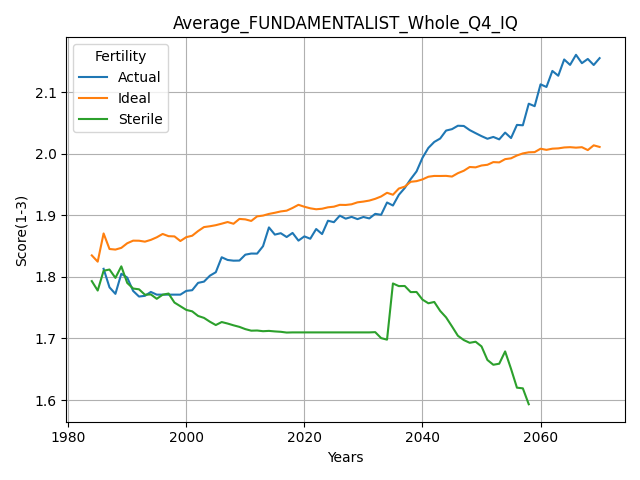 Average_FUNDAMENTALIST_Whole_Q4_IQ
Fertility
Actual
Ideal
Sterile
Score(1-3)
2.1
2.0
1.9
1.8
1.7
1.6
1980
2000
2020
2040
2060
Years